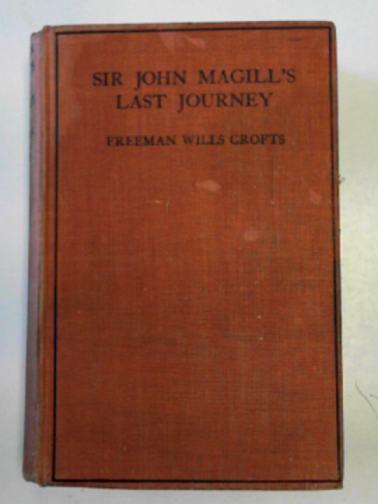 SIR JOHN MAGILL'S
LAST JOURNEY
FREEMAN WILLS CROFTS